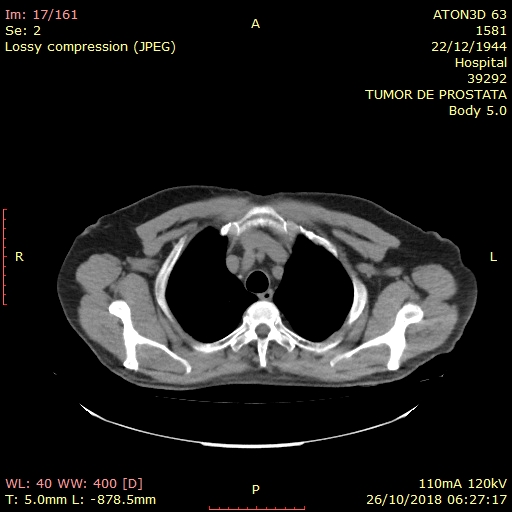 Im: 17/161
Se: 2
Lossy compression (JPEG)
A
ATON3D 63
1581
22/12/1944
Hospital
39292
TUMOR DE PROSTATA
Body 5.0
R
L
WL: 40 WW: 400 [D]
T: 5.0mm L: -878.5mm
P
110mA 120kV
26/10/2018 06:27:17